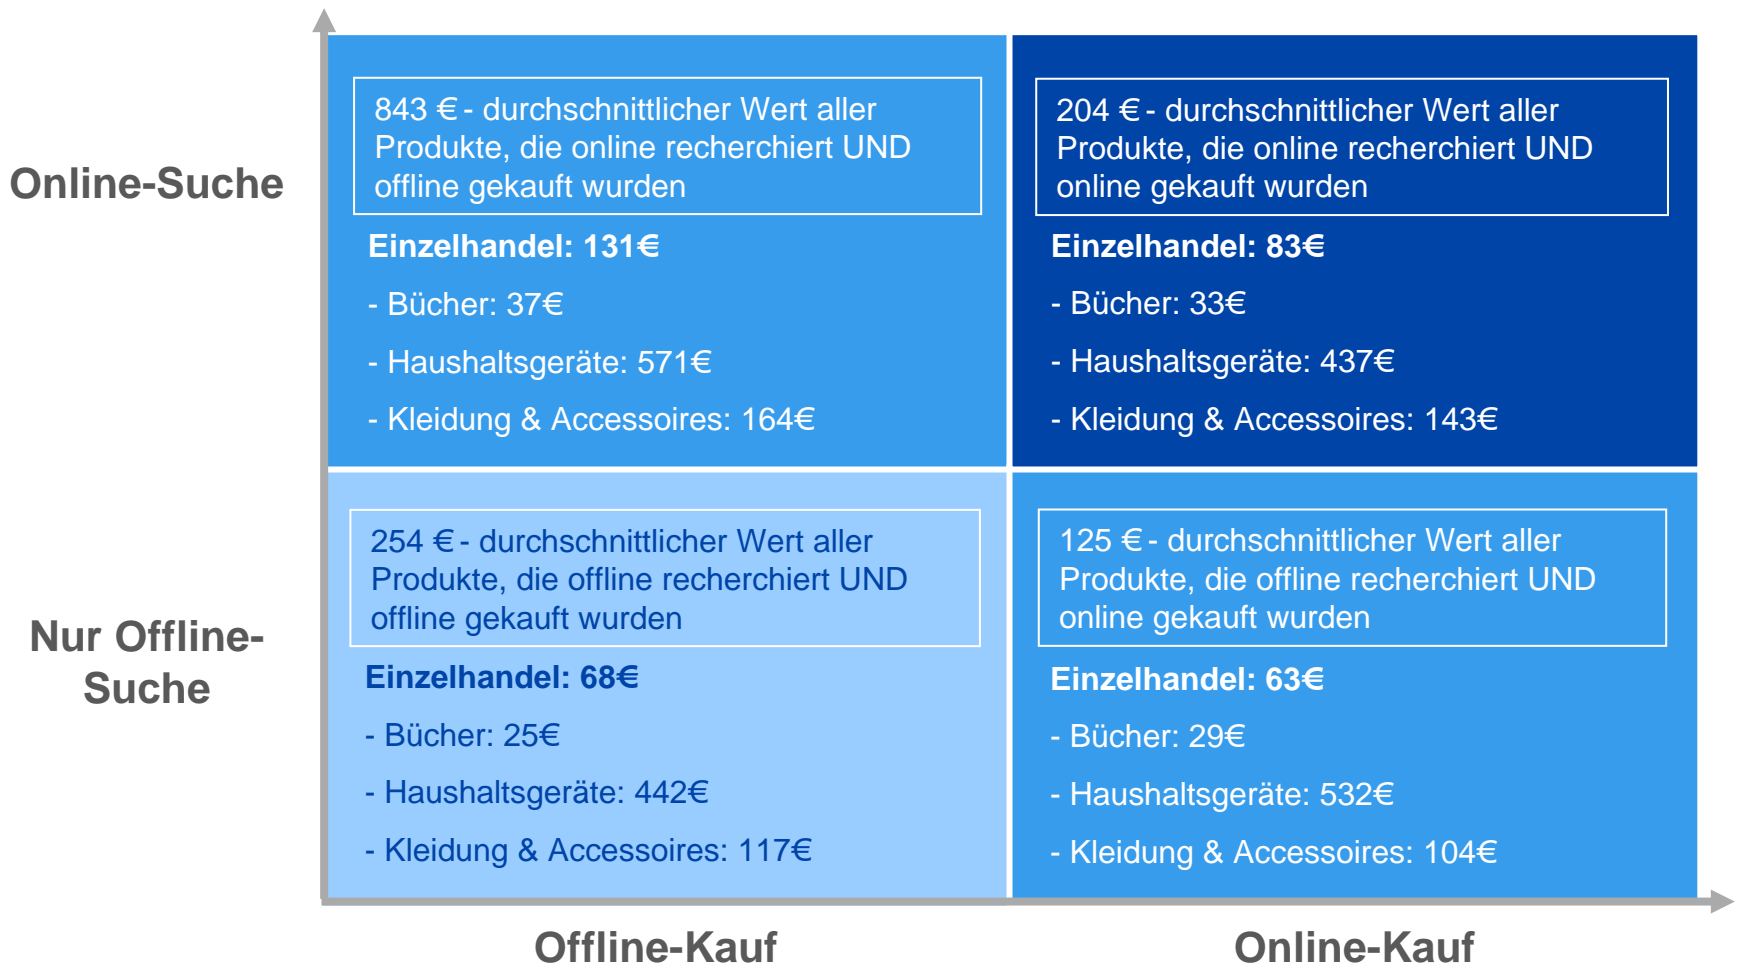 Online-Suche
843 € - durchschnittlicher Wert aller
Produkte, die online recherchiert UND
offline gekauft wurden
Einzelhandel: 131€
- Bücher: 37€
- Haushaltsgeräte: 571€
- Kleidung & Accessoires: 164€
204 € - durchschnittlicher Wert aller
Produkte, die online recherchiert UND
online gekauft wurden
Einzelhandel: 83€
- Bücher: 33€
- Haushaltsgeräte: 437€
- Kleidung & Accessoires: 143€
Nur Offline-
Suche
254 € - durchschnittlicher Wert aller
Produkte, die offline recherchiert UND
offline gekauft wurden
Einzelhandel: 68€
- Bücher: 25€
- Haushaltsgeräte: 442€
- Kleidung & Accessoires: 117€
125 € - durchschnittlicher Wert aller
Produkte, die offline recherchiert UND
online gekauft wurden
Einzelhandel: 63€
- Bücher: 29€
- Haushaltsgeräte: 532€
- Kleidung & Accessoires: 104€
Offline-Kauf
Online-Kauf